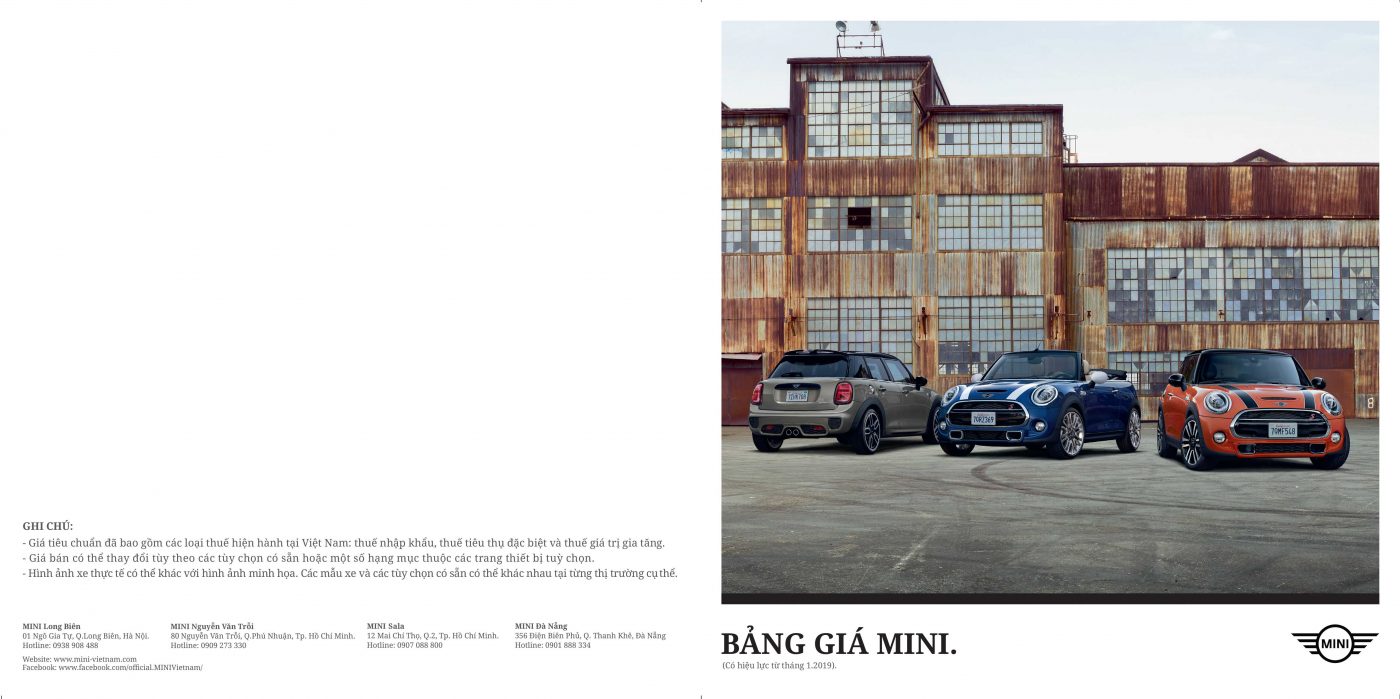 GHI CHÚ:
- Giá tiêu chuẩn đã bao gồm các loại thuế hiện hành tại Việt Nam: thuế nhập khẩu, thuế tiêu thụ đặc biệt và thuế giá trị gia tăng.
- Giá bán có thể thay đổi tùy theo các tùy chọn có sẵn hoặc một số hạng mục thuộc các trang thiết bị tuỳ chọn.
- Hình ảnh xe thực tế có thể khác với hình ảnh minh họa. Các mẫu xe và các tùy chọn có sẵn có thể khác nhau tại từng thị trường cụ thể.
MINI Long Biên
01 Ngô Gia Tự, Q.Long Biên, Hà Nội.
Hotline: 0938 908 488
MINI Nguyễn Văn Trỗi
80 Nguyễn Văn Trỗi, Q.Phú Nhuận, Tp. Hồ Chí Minh.
Hotline: 0909 273 330
MINI Sala
12 Mai Chí Thọ, Q.2, Tp. Hồ Chí Minh.
Hotline: 0907 088 800
MINI Đà Nẵng
356 Điện Biên Phủ, Q. Thanh Khê, Đà Nẵng
Hotline: 0901 888 334
Website: www.mini-vietnam.com
Facebook: www.facebook.com/official.MINIVietnam/
7GMF548
BẢNG GIÁ MINI.
(Có hiệu lực từ tháng 1.2019).
MINI